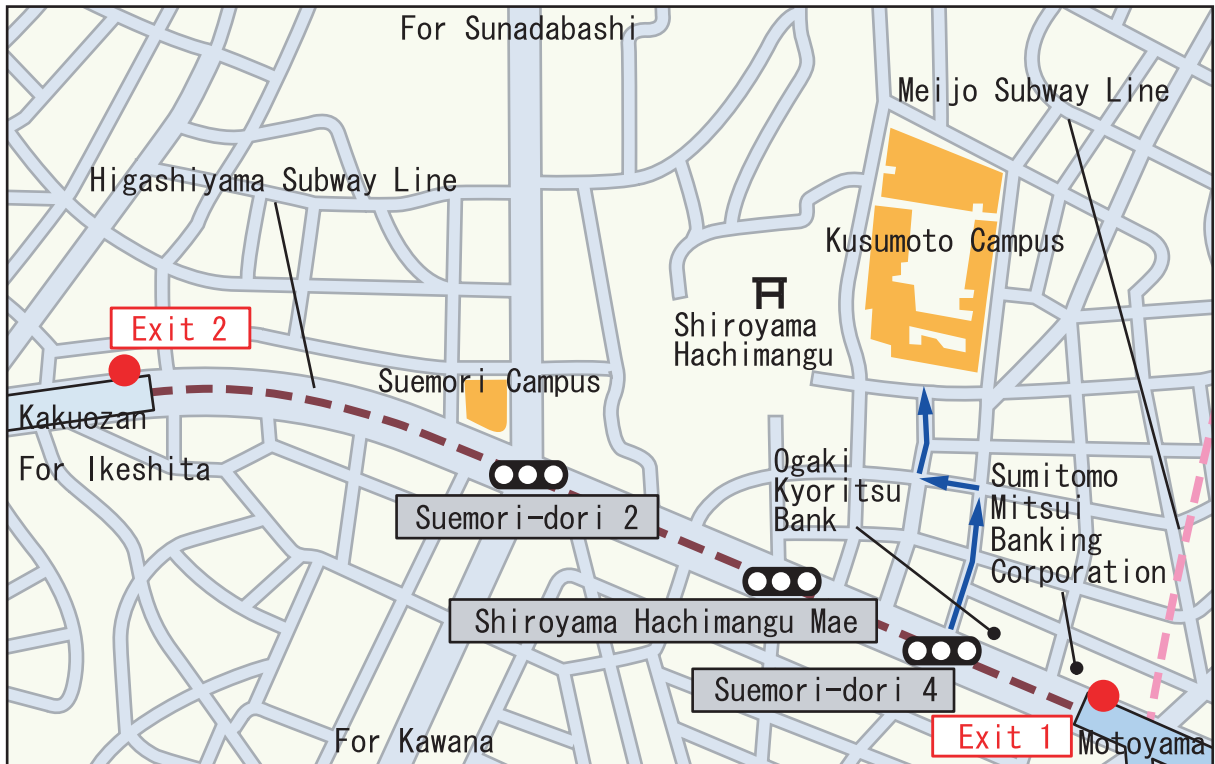 For Sunadabashi
Meijo Subway Line
Higashiyama Subway Line
Kusumoto Campus
Exit 2
Shiroyama
Hachimangu
Suemori Campus
Kakuozan
For Ikeshita
Ogaki
Kyoritsu
Bank
Sumitomo
Mitsui
Banking
Corporation
Suemori-dori 2
Shiroyama Hachimangu Mae
Suemori-dori 4
For Kawana
Exit 1
Motoyama